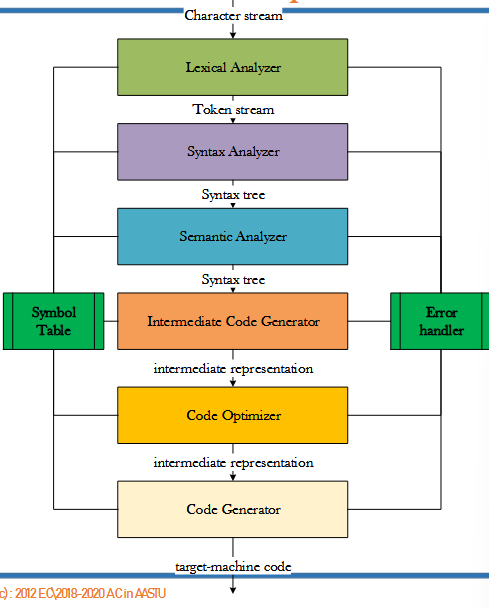 Character stream
Lexical Analyzer
Token stream
Syntax Analyzer
Syntax tree
Semantic Analyzer
Syntax tree
Symbol
Table
Intermediate Code Generator
Error
handler
intermediate representation
Code Optimizer
intermediate representation
Code Generator
target-machine code
c) : 2012 EC\2018-2020 AC in AASTU